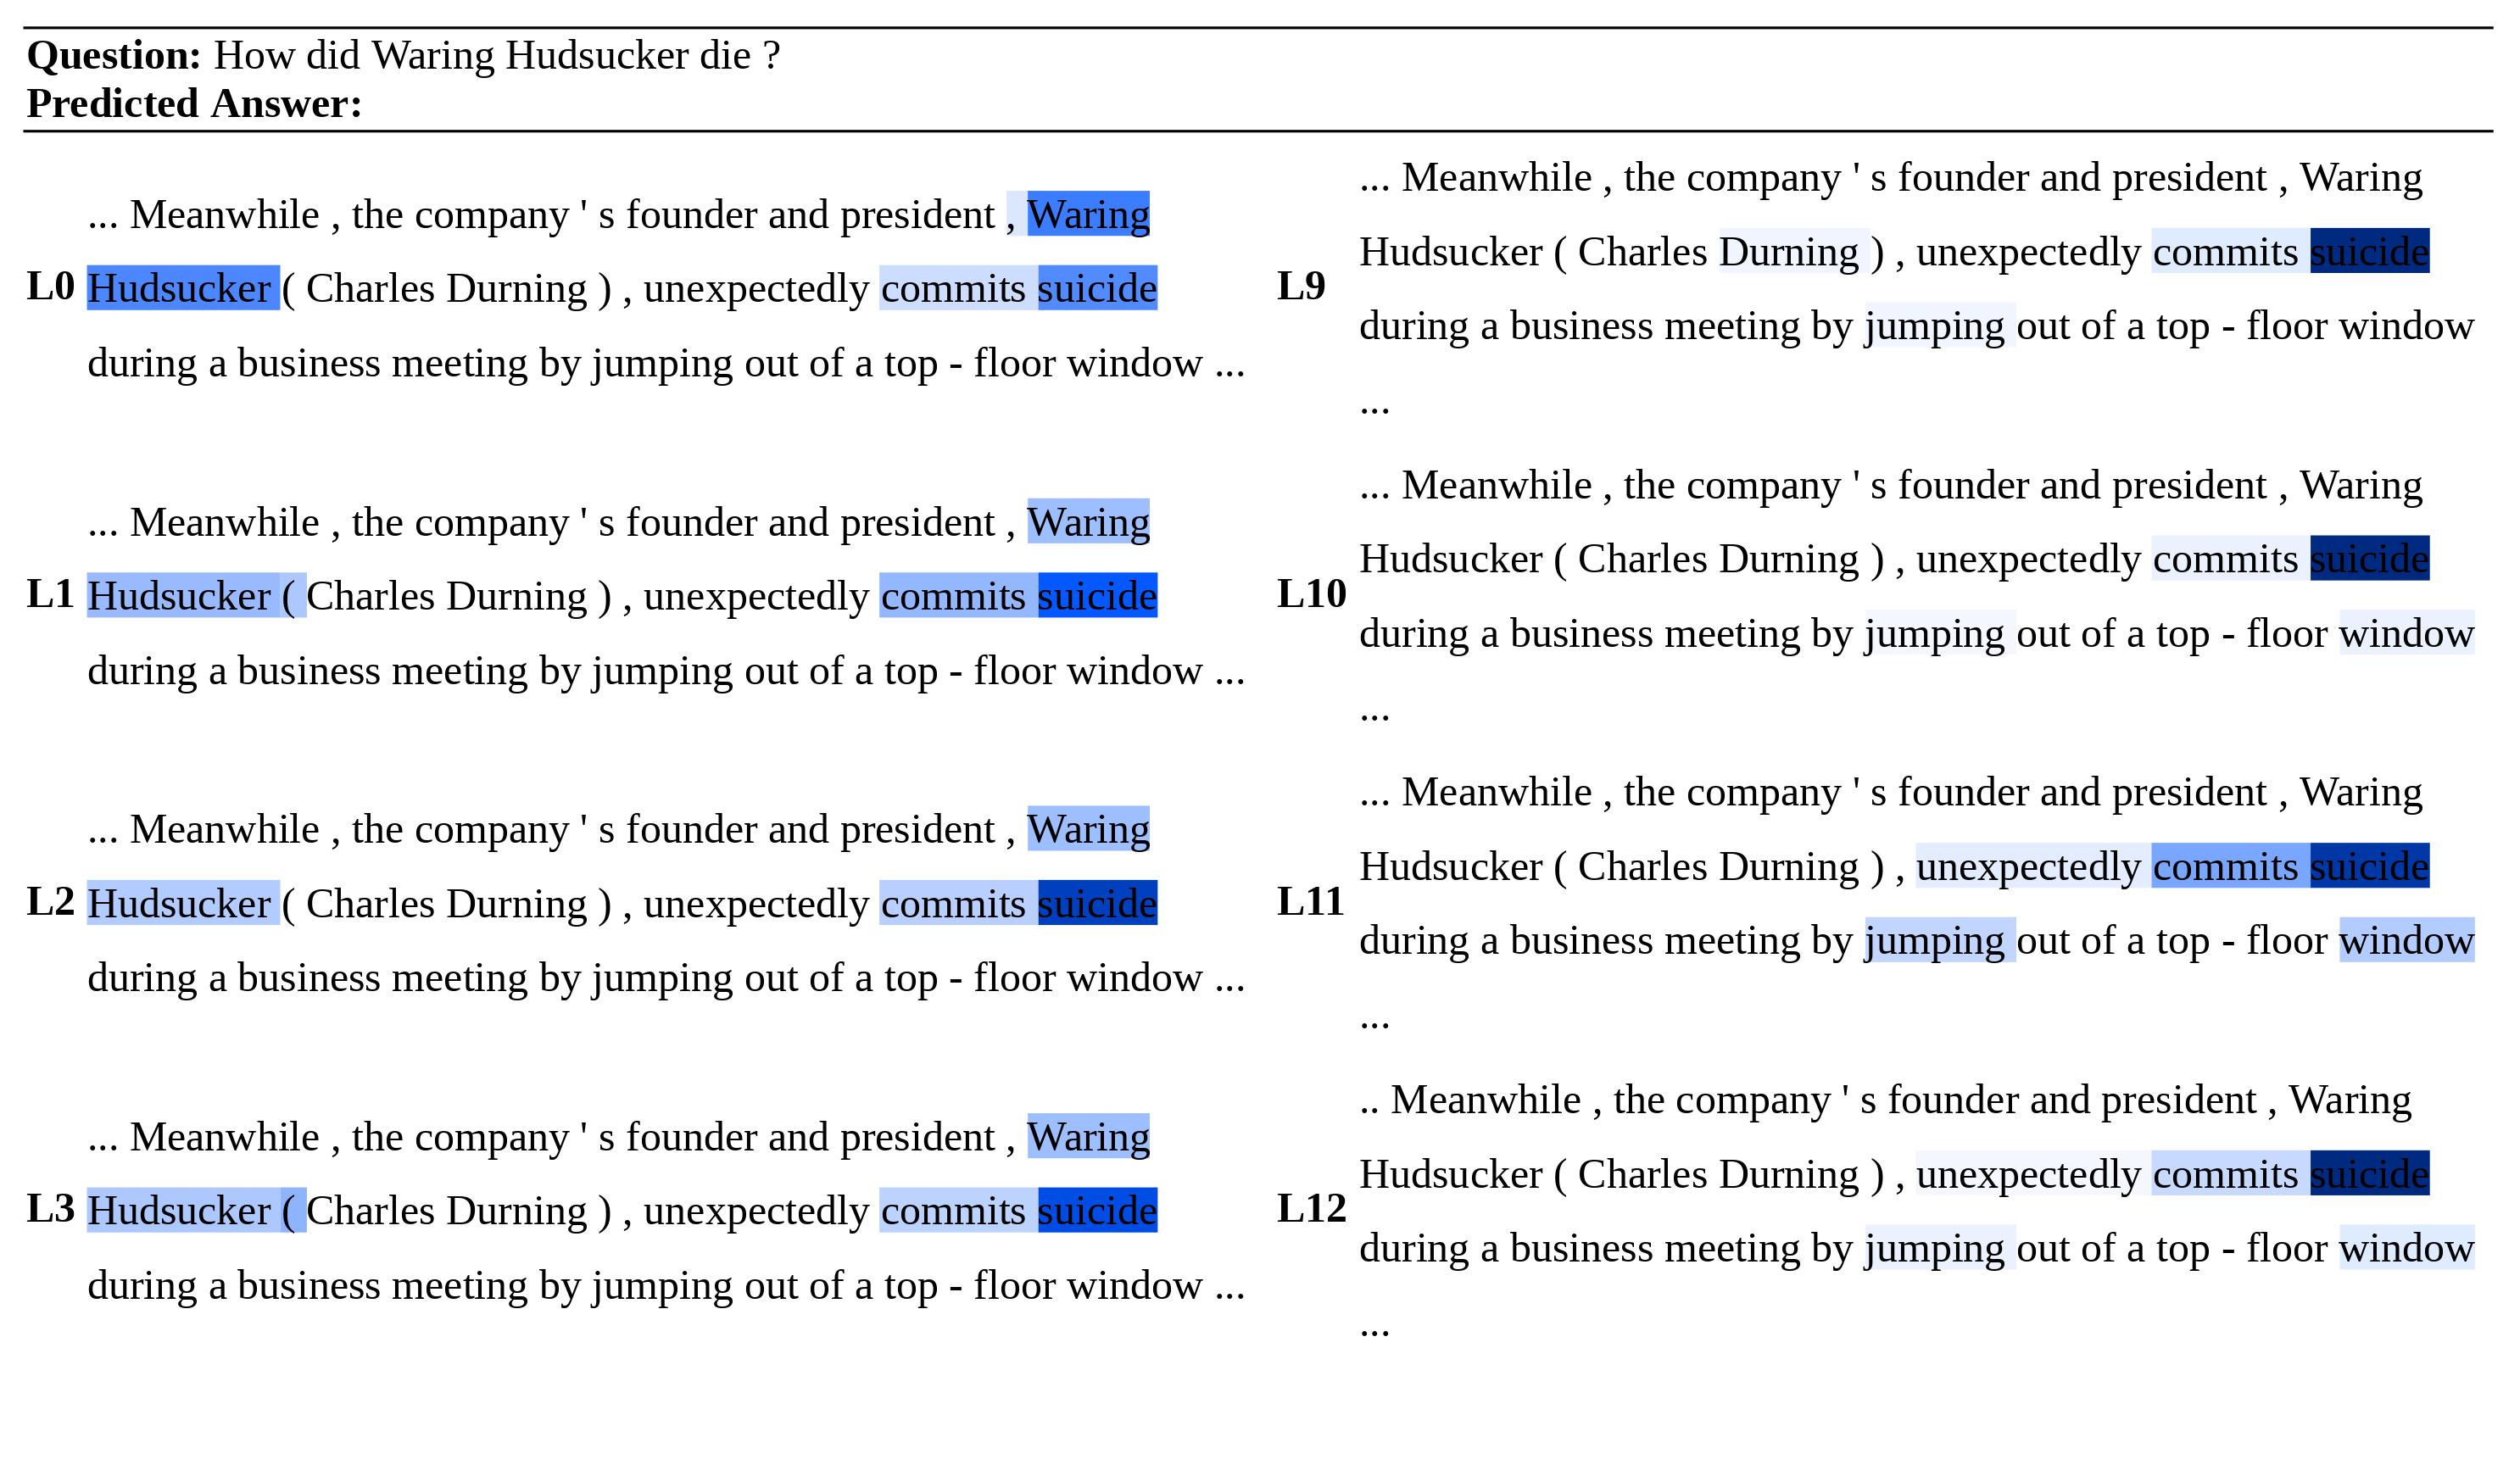 Question: How did Waring Hudsucker die ?
Predicted Answer:
L0
... Meanwhile , the company ' s founder and president , Waring
Hudsucker ( Charles Durning ) , unexpectedly commits suicide
during a business meeting by jumping out of a top - floor window ...
L1
... Meanwhile , the company ' s founder and president , Waring
Hudsucker ( Charles Durning ) , unexpectedly commits suicide
during a business meeting by jumping out of a top - floor window ...
L2
... Meanwhile , the company ' s founder and president , Waring
Hudsucker ( Charles Durning ) , unexpectedly commits suicide
during a business meeting by jumping out of a top - floor window ...
L3
... Meanwhile , the company ' s founder and president , Waring
Hudsucker ( Charles Durning ) , unexpectedly commits suicide
during a business meeting by jumping out of a top - floor window ...
L9
... Meanwhile , the company ' s founder and president , Waring
Hudsucker ( Charles Durning ) , unexpectedly commits suicide
during a business meeting by jumping out of a top - floor window
...
L10
... Meanwhile , the company ' s founder and president , Waring
Hudsucker ( Charles Durning ) , unexpectedly commits suicide
during a business meeting by jumping out of a top - floor window
...
L11
... Meanwhile , the company ' s founder and president , Waring
Hudsucker ( Charles Durning ) , unexpectedly commits suicide
during a business meeting by jumping out of a top - floor window
...
L12
.. Meanwhile , the company ' s founder and president , Waring
Hudsucker ( Charles Durning ) , unexpectedly commits suicide
during a business meeting by jumping out of a top - floor window
...